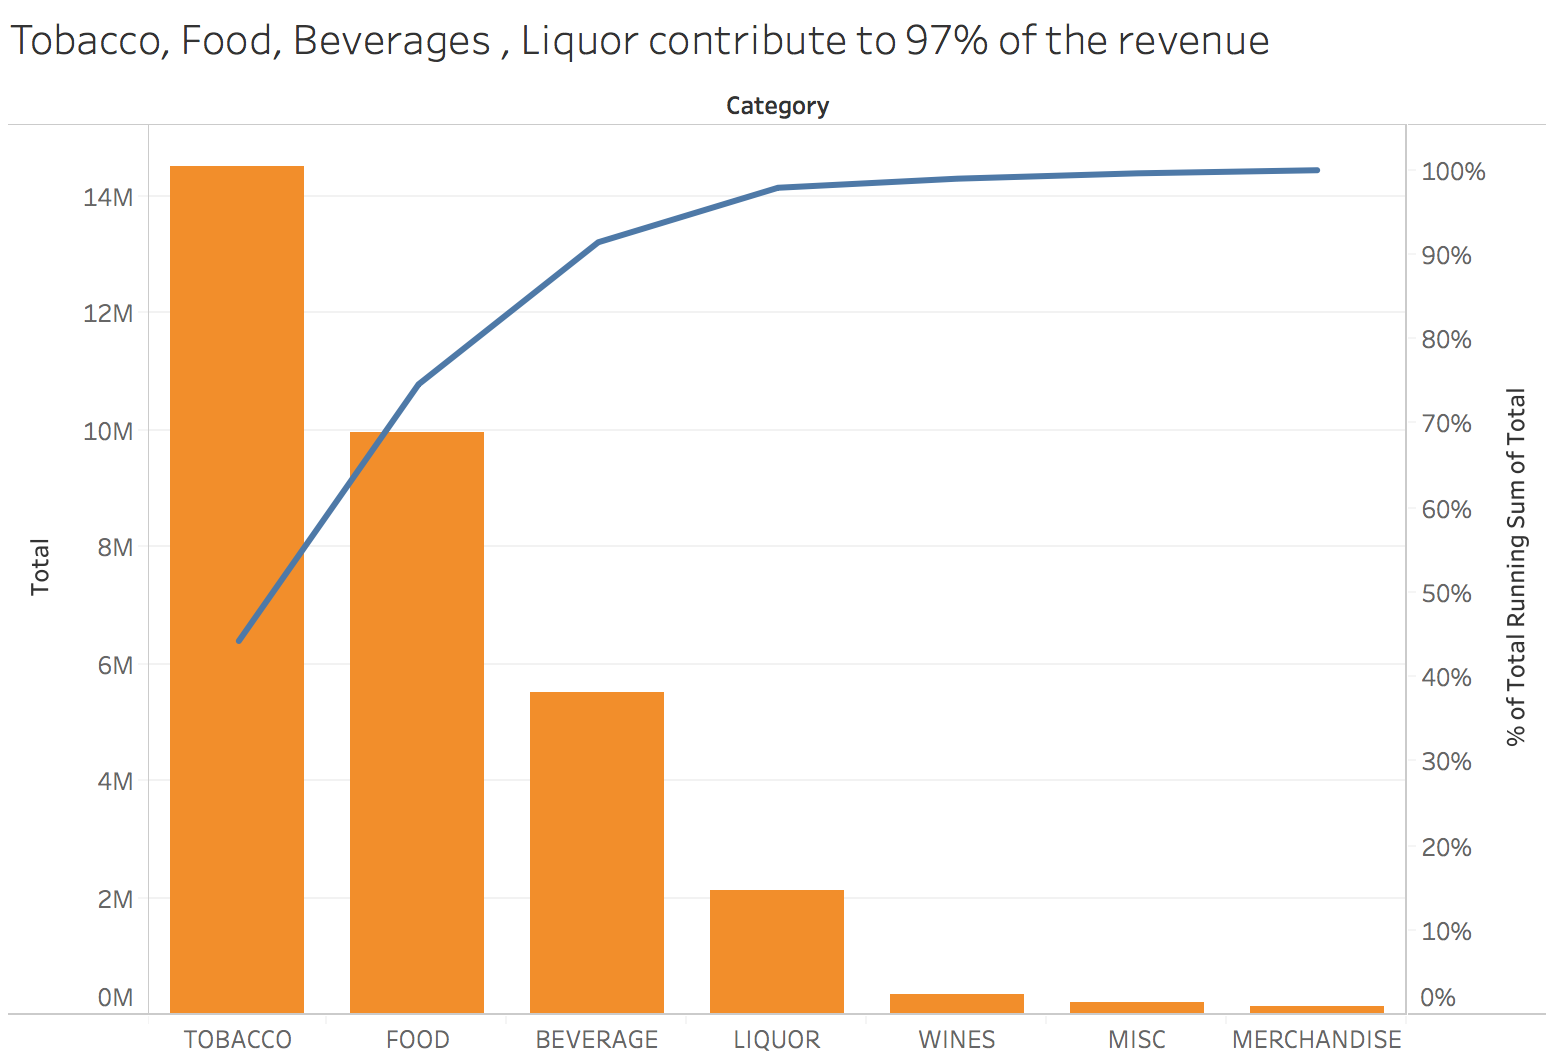 Tobacco, Food, Beverages , Liquor contribute to 97% of the revenue
Category
14M
12M
10M
8M
6M
4M
2M
0M
Total
100%
90%
80%
70%
60%
50%
40%
30%
20%
10%
0%
% of Total Running Sum of Total
TOBACCO
FOOD
BEVERAGE
LIQUOR
WINES
MISC
MERCHANDISE